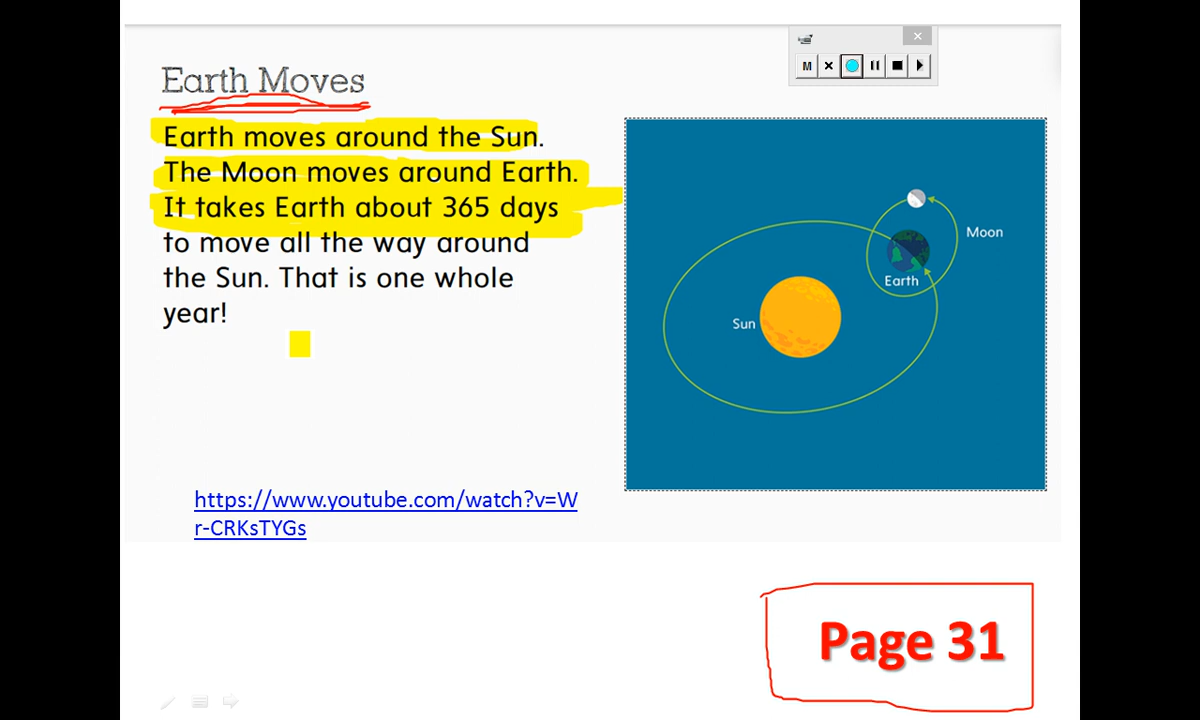 Earth Moves
M
Earth moves around the Sun.
The Moon moves around Earth.
It takes Earth about 365 days
to move all the way around
the Sun. That is one whole
year!
Moon
Earth
Sun
https://www.youtube.com/watch?v=W
r-CRKsTYGs
Page 31